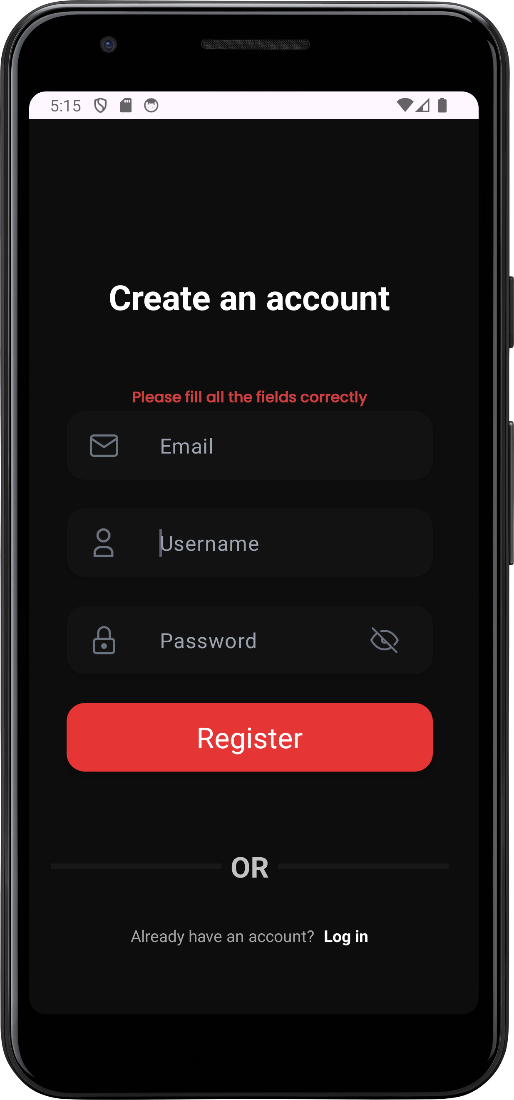 5:15
Create an account
Please fill all the fields correctly
Email
Username
Password
Register
OR
Already have an account? Log in